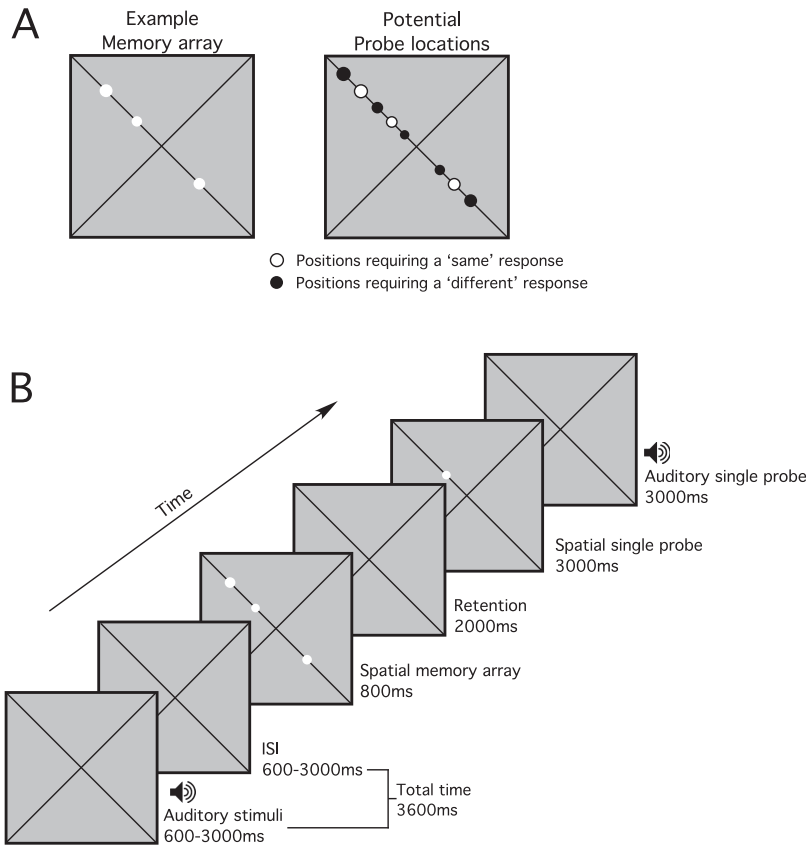 A
Example
Memory array
Potential
Probe locations
Positions requiring a ‘same’ response
Positions requiring a ‘different’ response
B
Time
Auditory single probe
3000ms
Spatial single probe
3000ms
Retention
2000ms
Spatial memory array
800ms
ISI
600-3000ms
Total time
3600ms
Auditory stimuli
600-3000ms